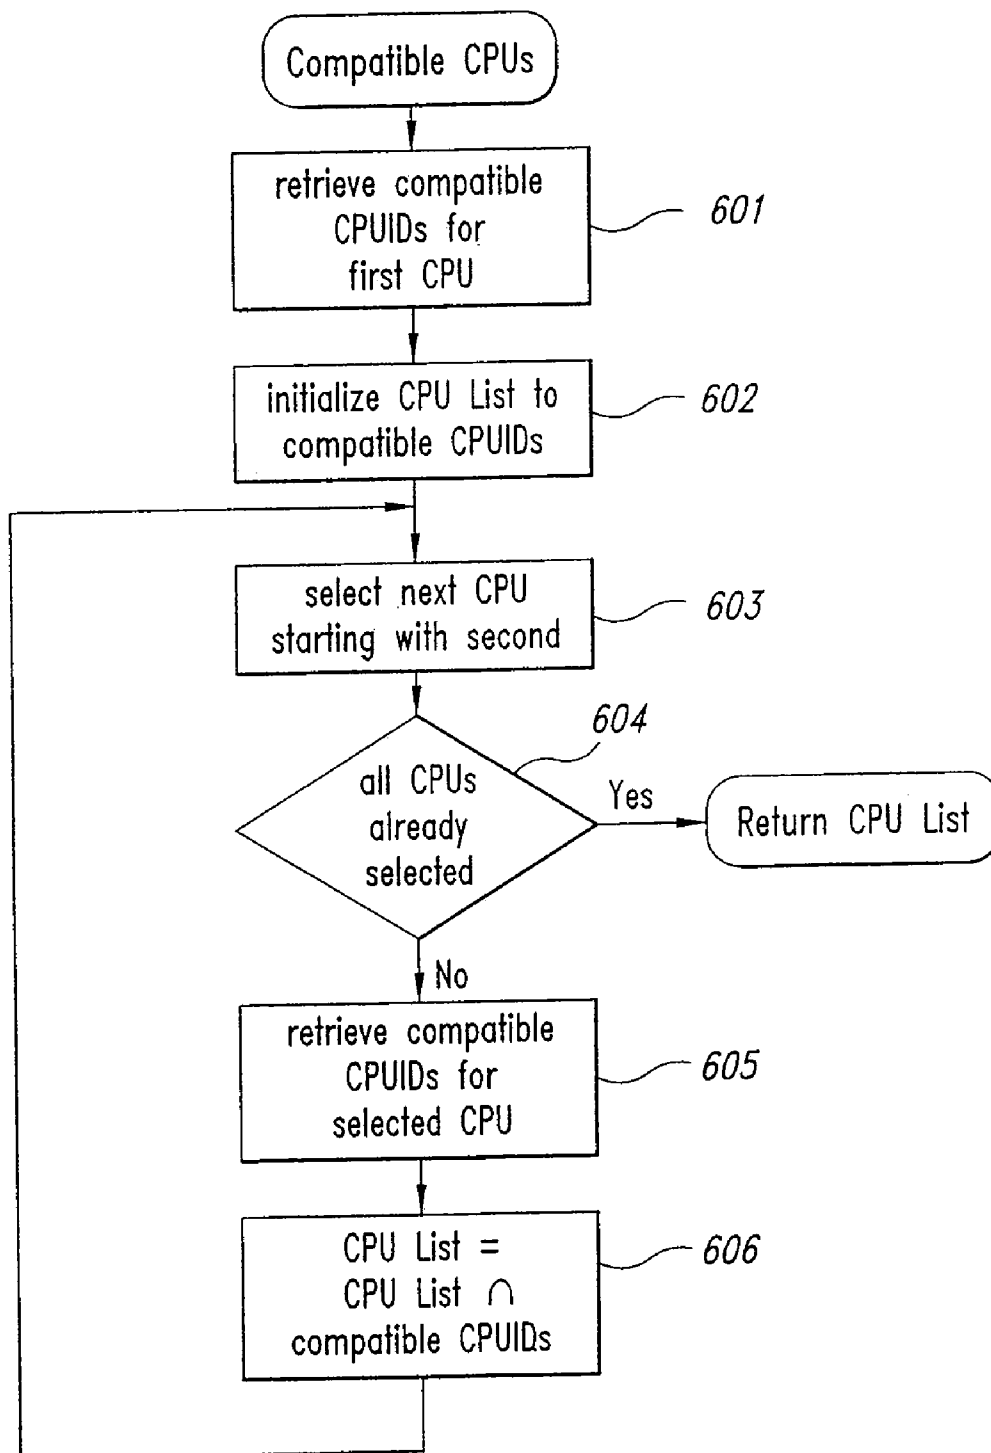 Compatible CPUs
retrieve compatible
CPUIDs for
first CPU
601
initialize CPU List to
compatible CPUIDs
602
select next CPU
starting with second
603
604
all CPUs
already
selected
Yes
Return CPU List
No
retrieve compatible
CPUIDs for
selected CPU
605
CPU List =
CPU List ∩
compatible CPUIDs
606